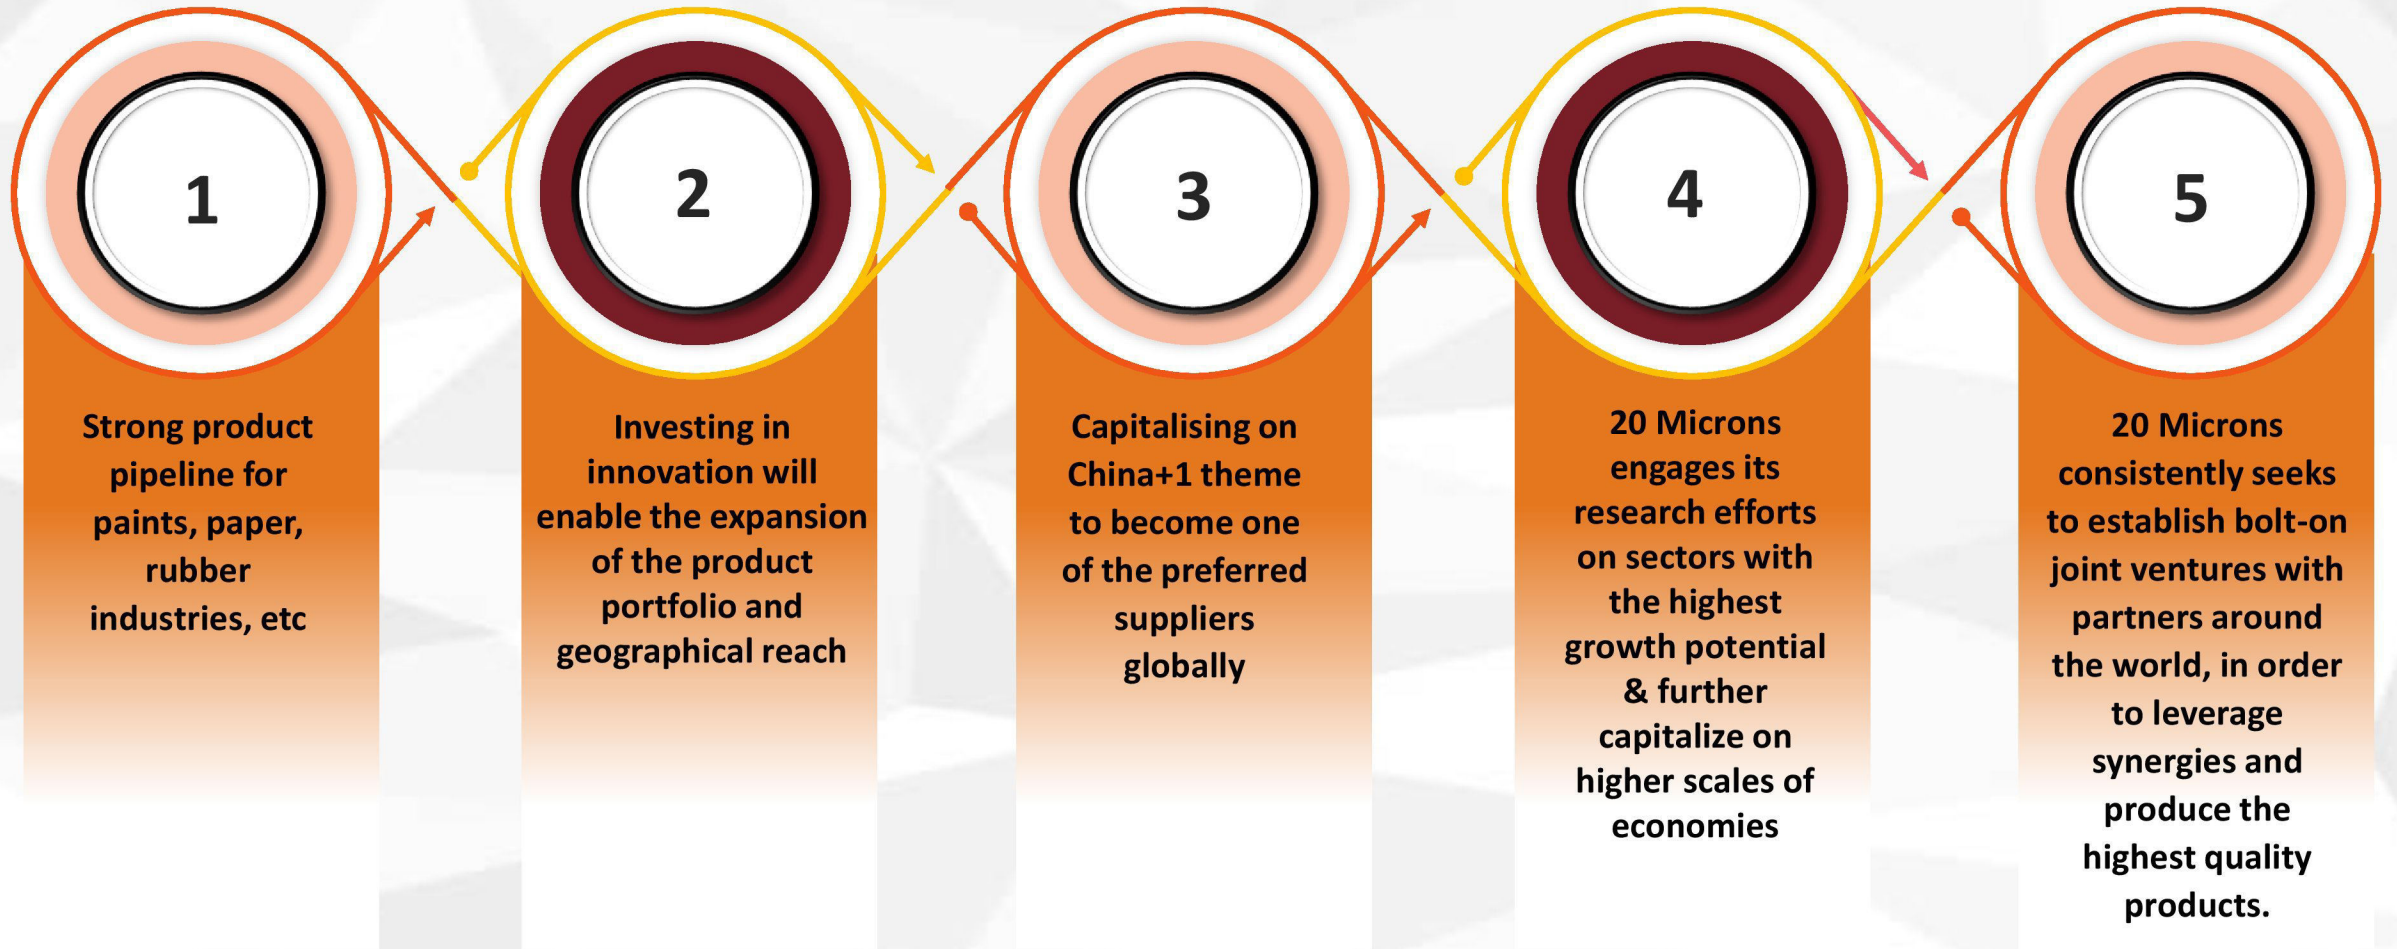 1
Strong product
pipeline for
paints, paper,
rubber
industries, etc
2
Investing in
innovation will
enable the expansion
of the product
portfolio and
geographical reach
3
Capitalising on
China+1 theme
to become one
of the preferred
suppliers
globally
4
20 Microns
engages its
research efforts
on sectors with
the highest
growth potential
& further
capitalize on
higher scales of
economies
5
20 Microns
consistently seeks
to establish bolt-on
joint ventures with
partners around
the world, in order
to leverage
synergies and
produce the
highest quality
products.